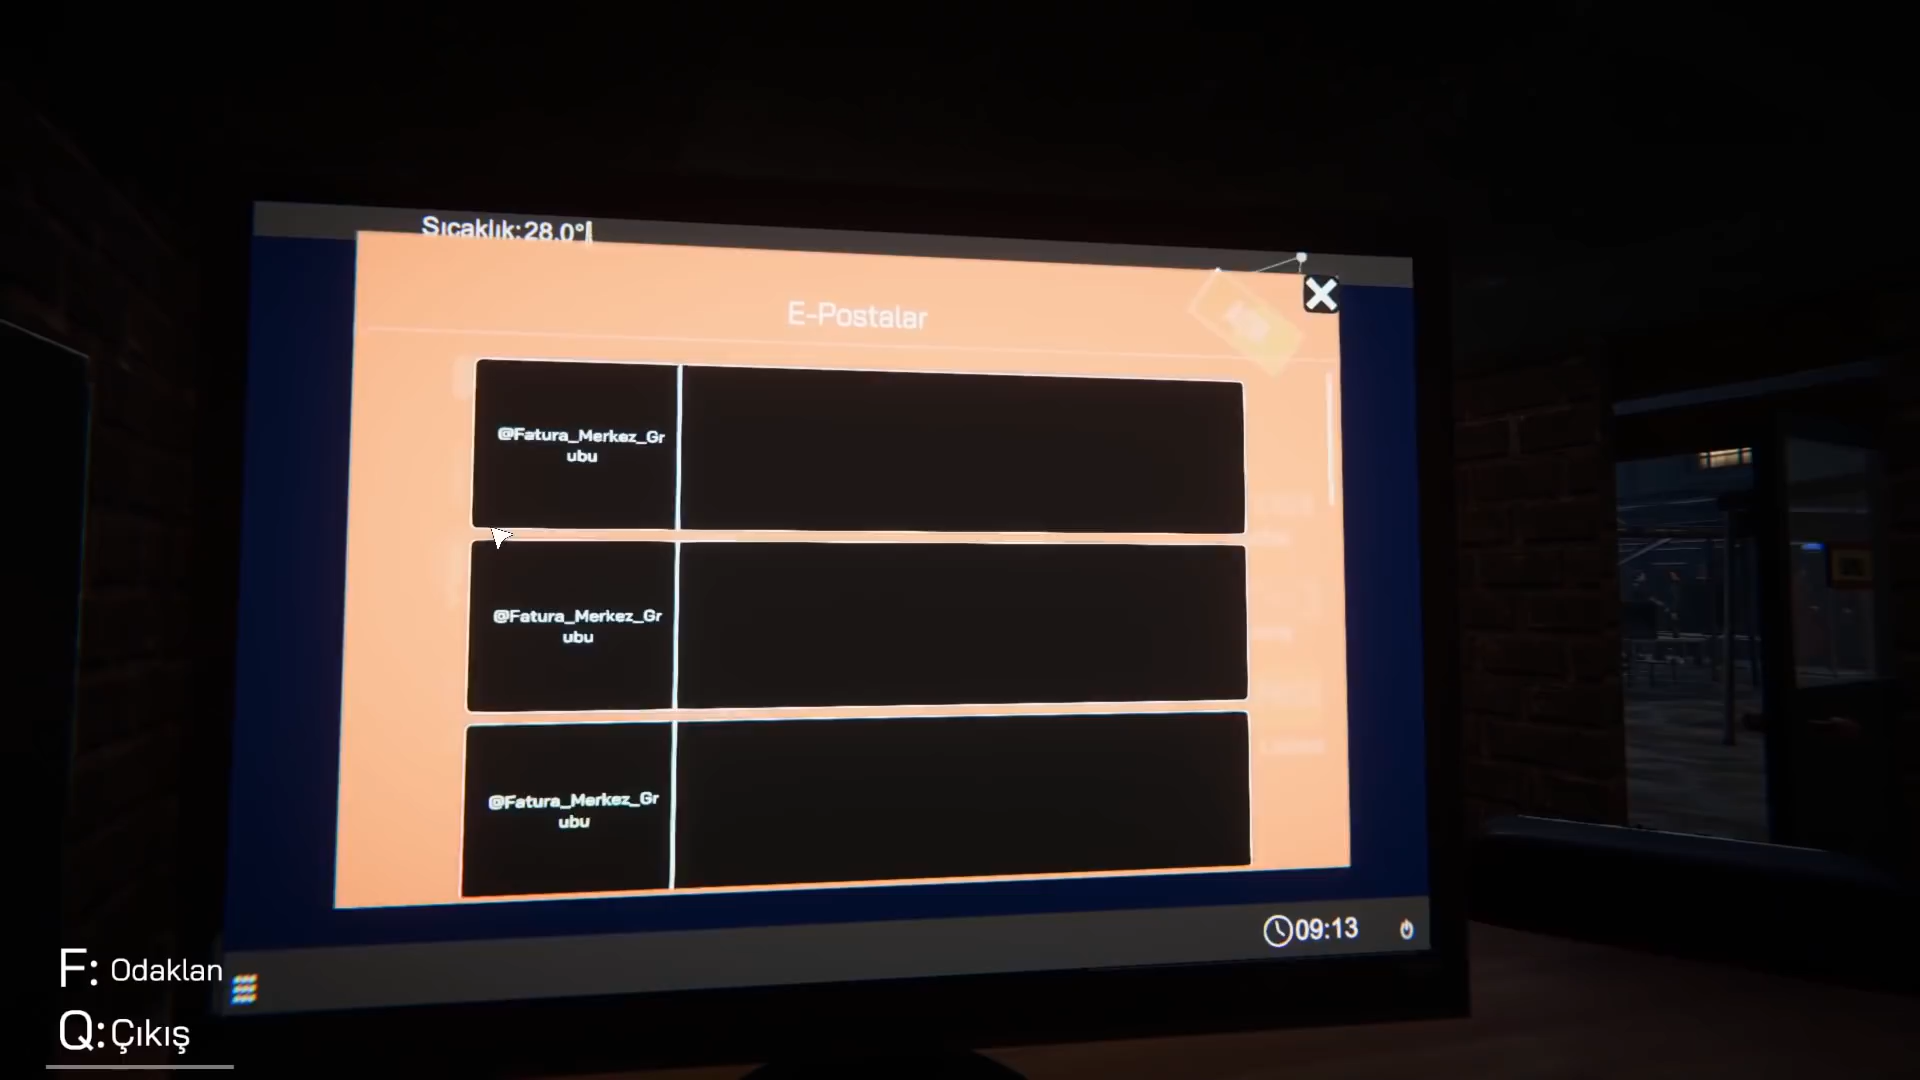 Sıcaklık: 28.0°
E-Postalar
@Fatura_Merkez_Gr
ubu
@Fatura_Merkez_Gr
ubu
@Fatura_Merkez_Gr
ubu
09:13
F: Odaklan
Q: Çıkış